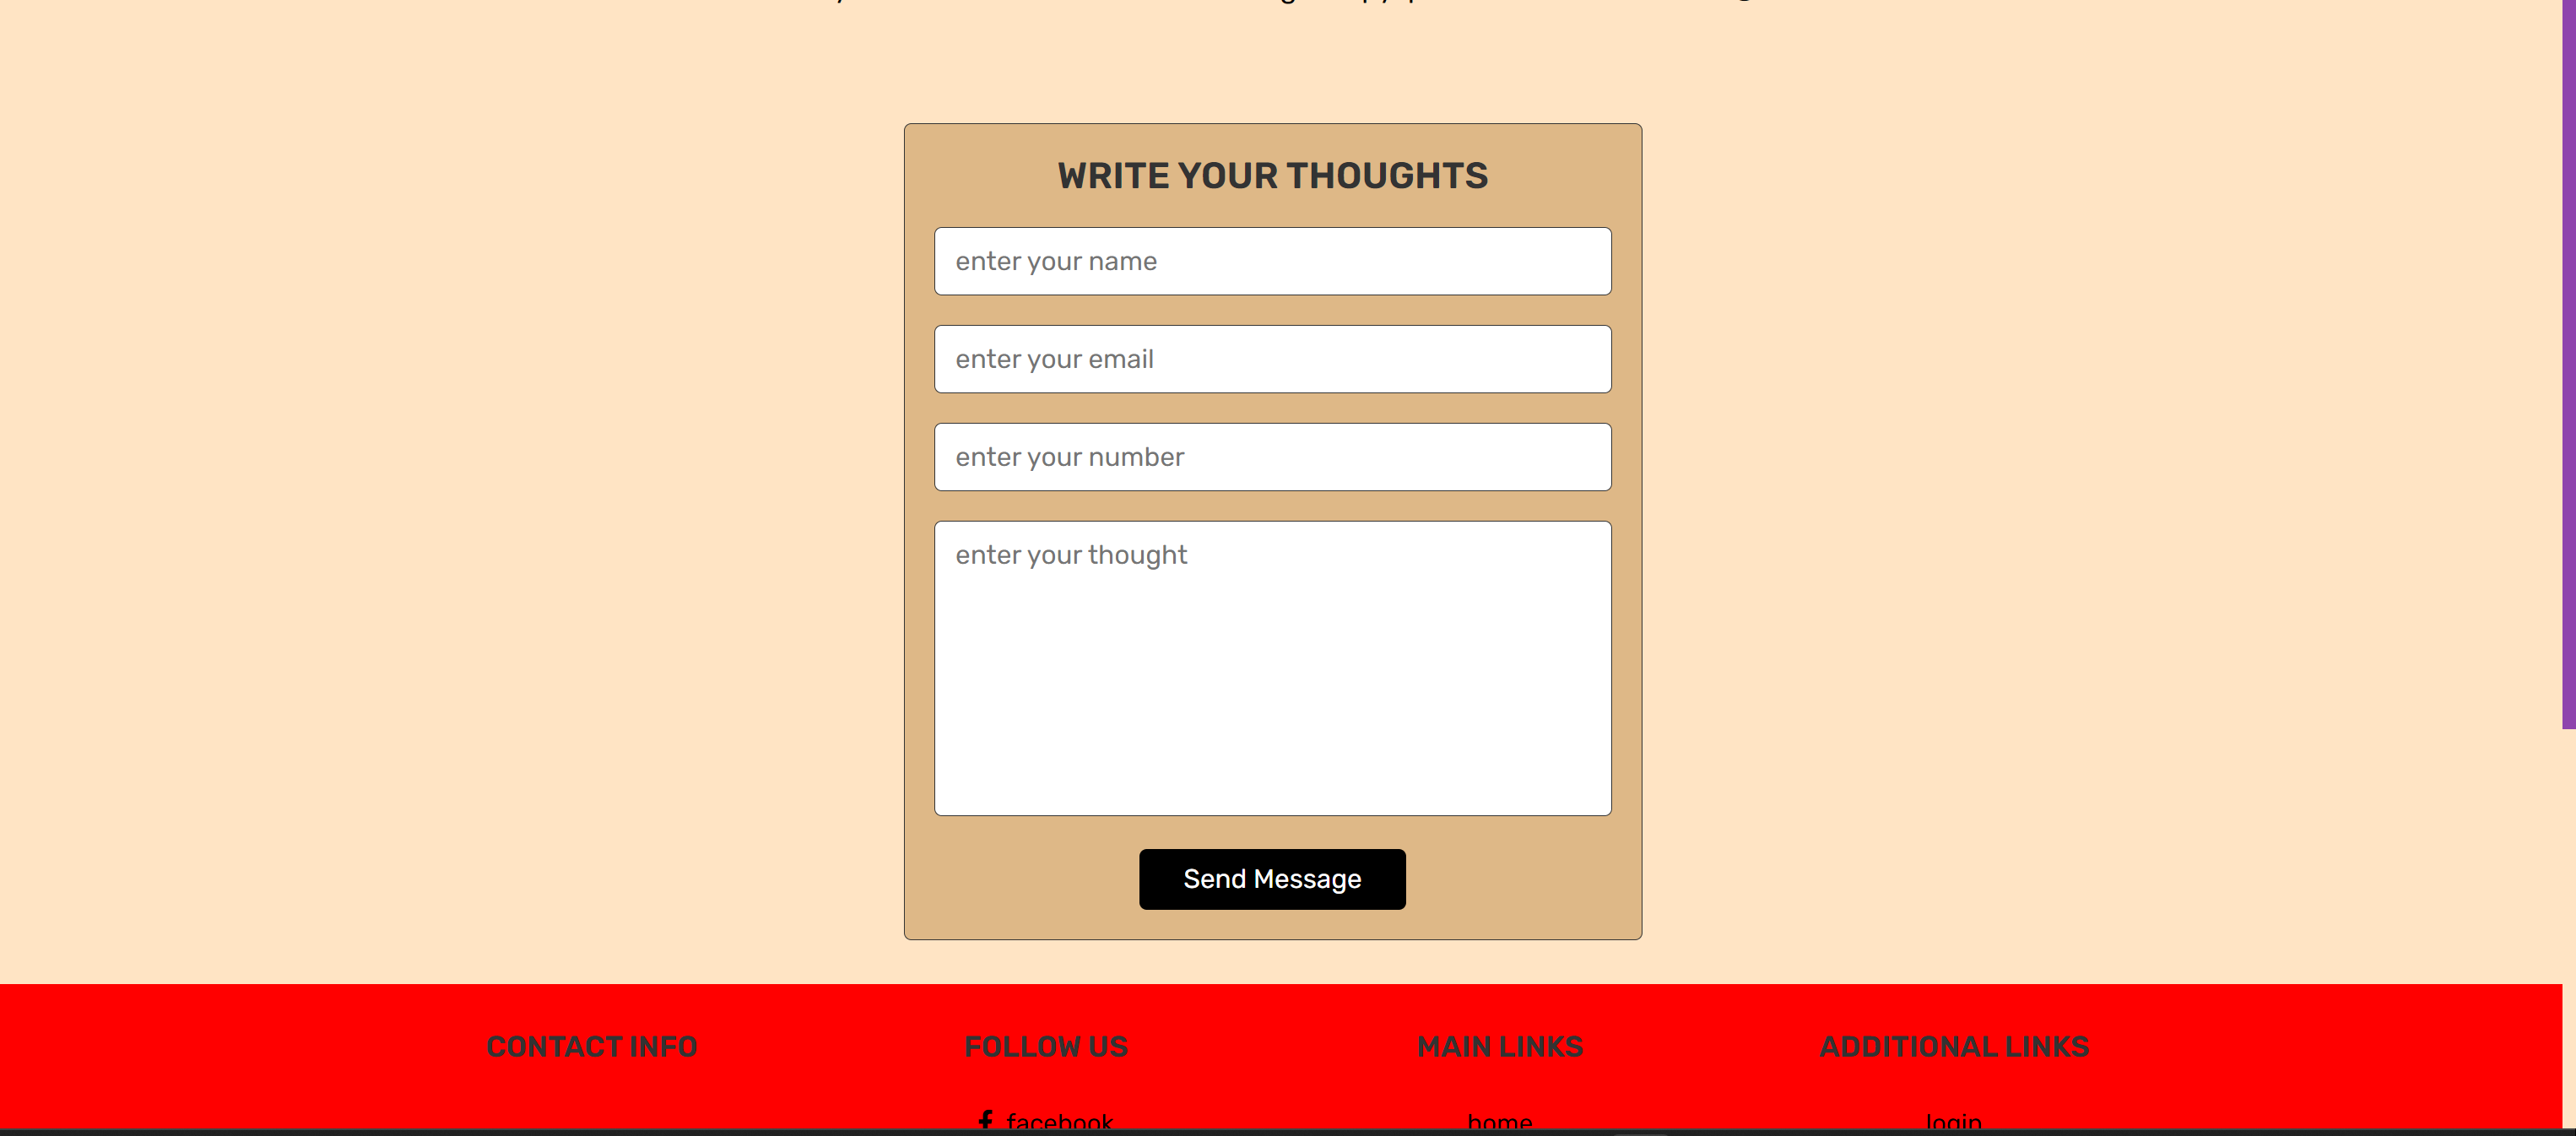 WRITE YOUR THOUGHTS
enter your name
enter your email
enter your number
enter your thought
Send Message
CONTACT INFO FOLLOW US MAIN LINKS ADDITIONAL LINKS
facebook home login